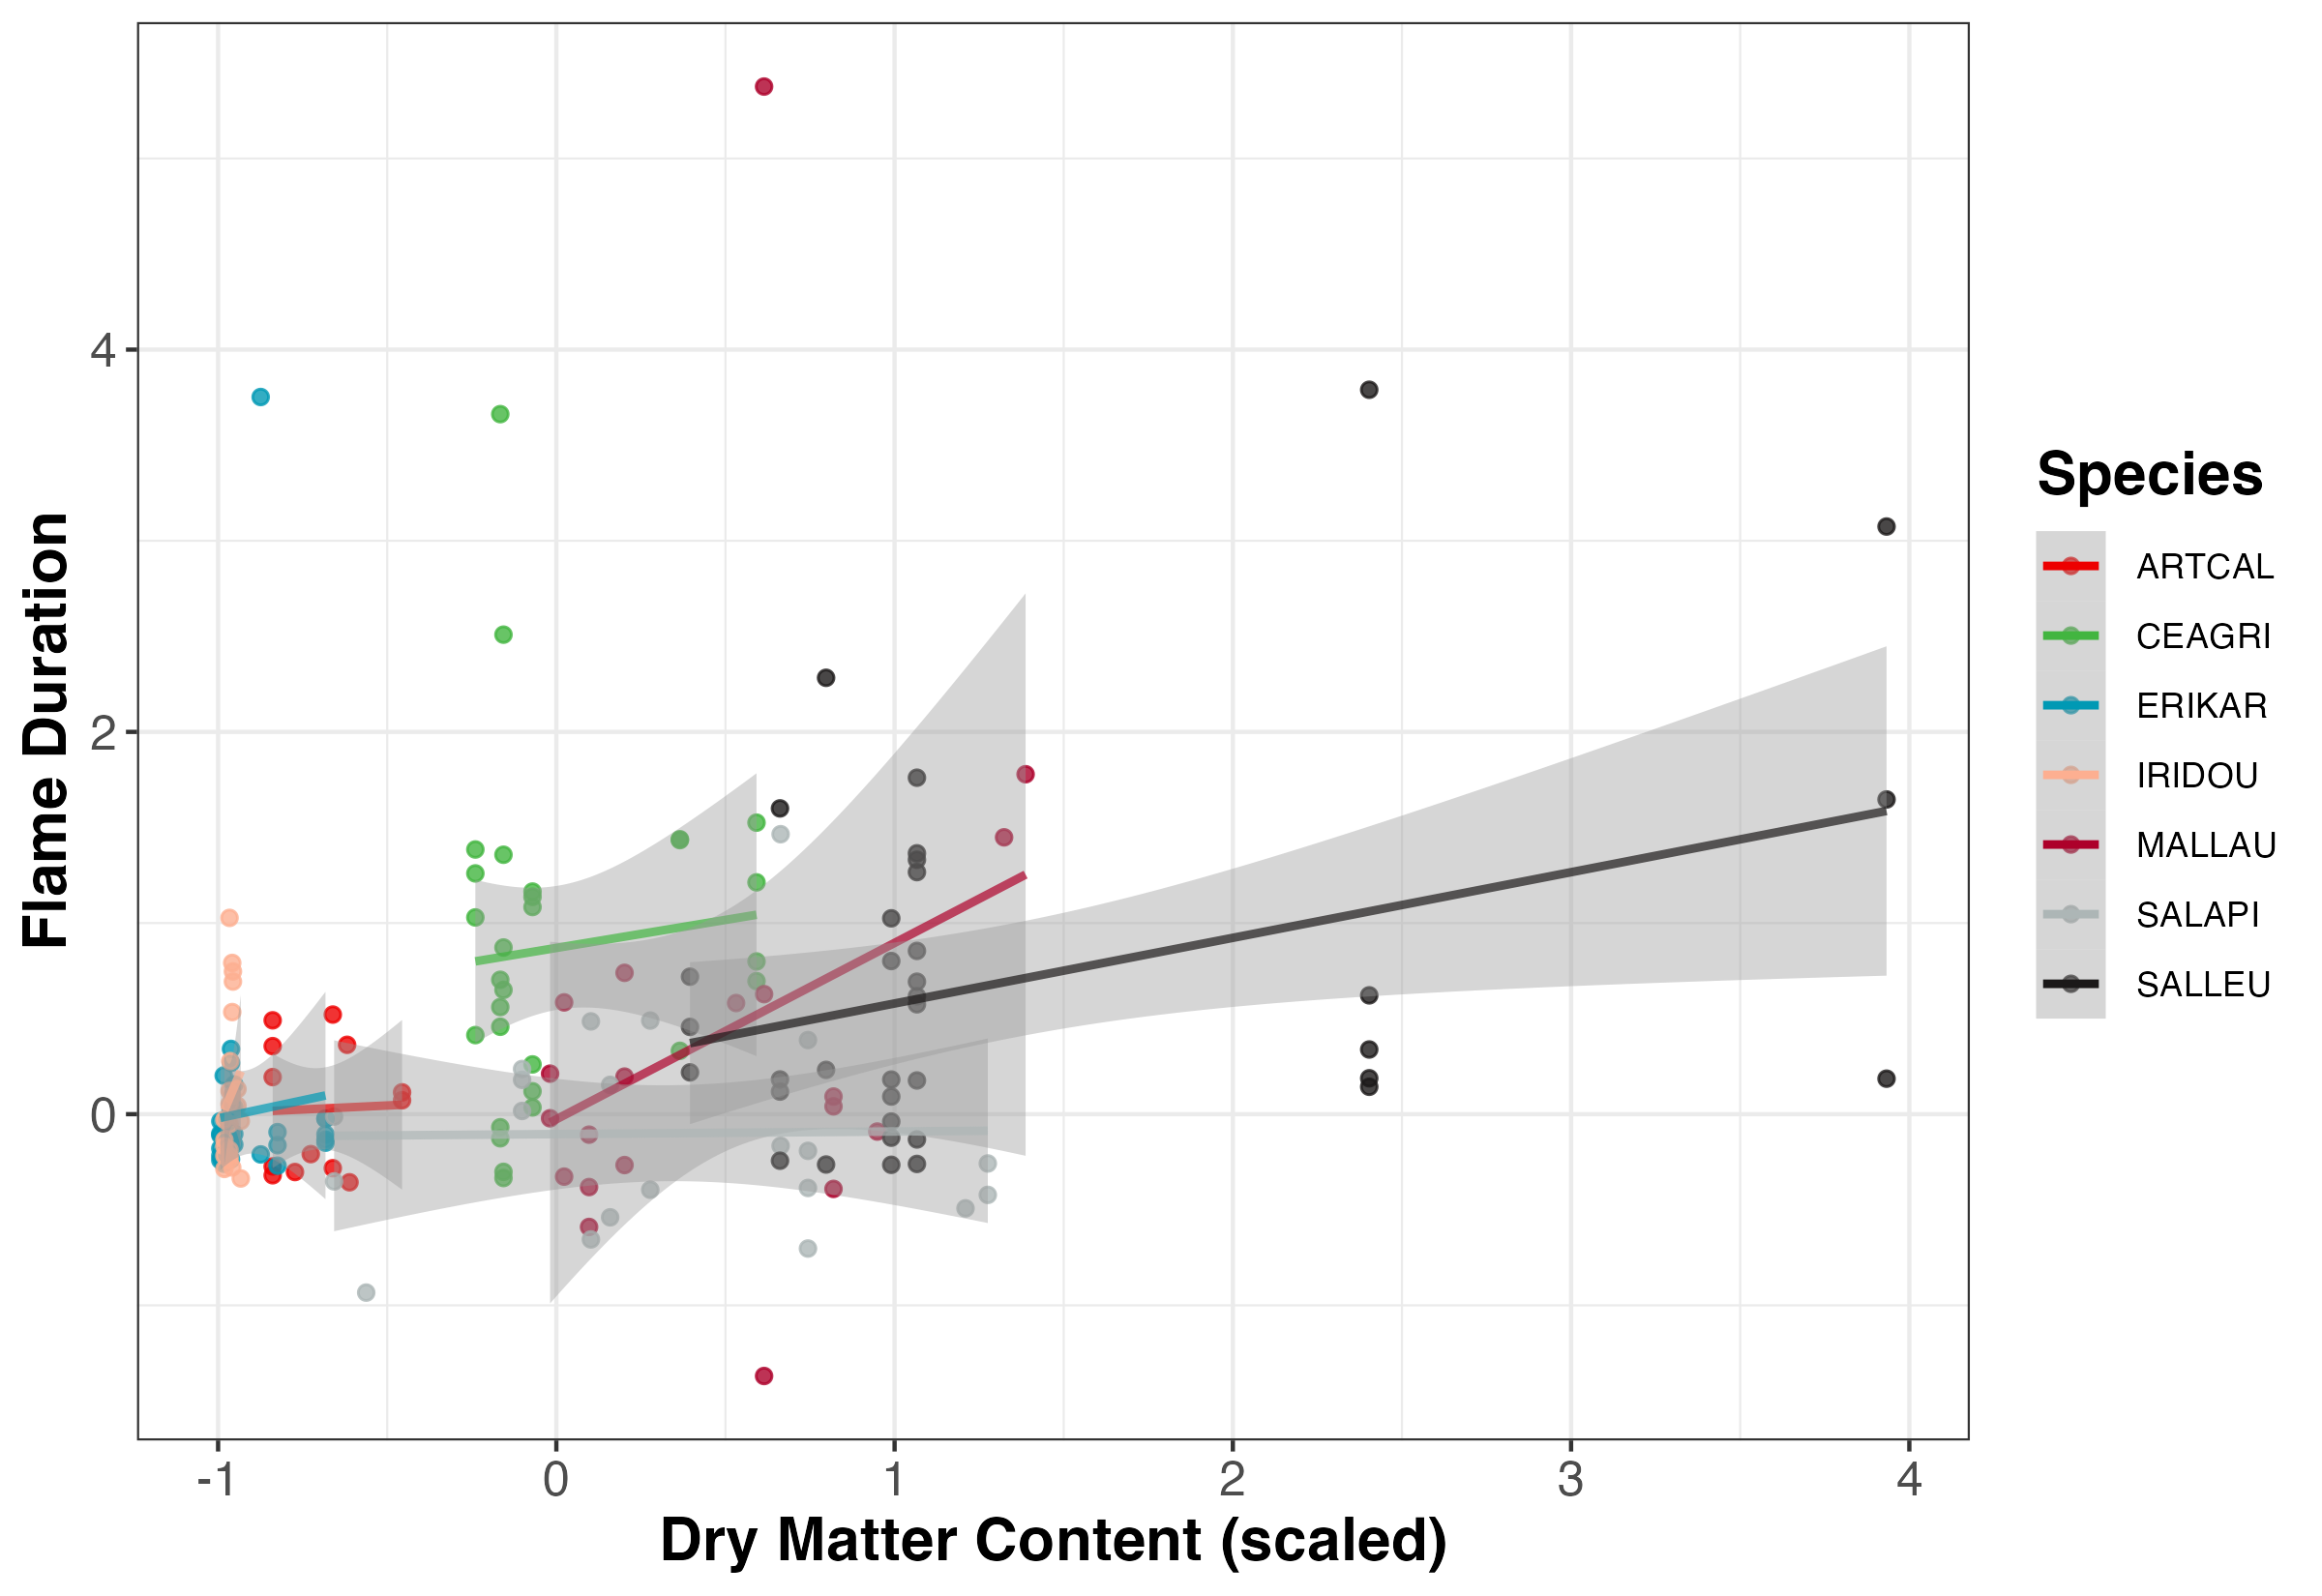 Flame Duration
4
2
0
-1 0 1 2 3 4
Dry Matter Content (scaled)
Species
ARTCAL
CEAGRI
ERIKAR
IRIDOU
MALLAU
SALAPI
SALLEU